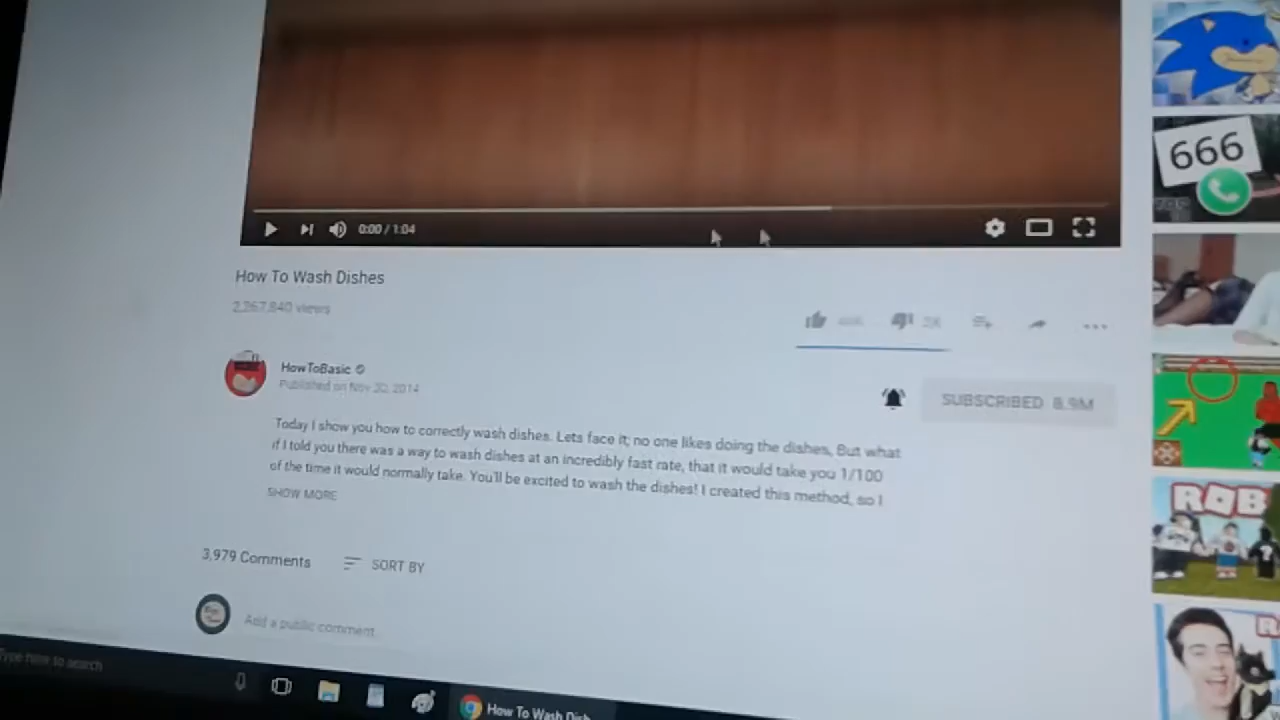 666
0:00 / 1:04
How To Wash Dishes
2,267,840 views
HowToBasic
Published on Nov 20, 2014
SUBSCRIBED 8.9M
Today I show you how to correctly wash dishes. Lets face it; no one likes doing the dishes, But what
if I told you there was a way to wash dishes at an incredibly fast rate, that it would take you 1/100
of the time it would normally take. You'll be excited to wash the dishes! I created this method, so I
SHOW MORE
ROB
3,979 Comments
SORT BY
Add a public comment...
Type here to search
How To Wash Dish